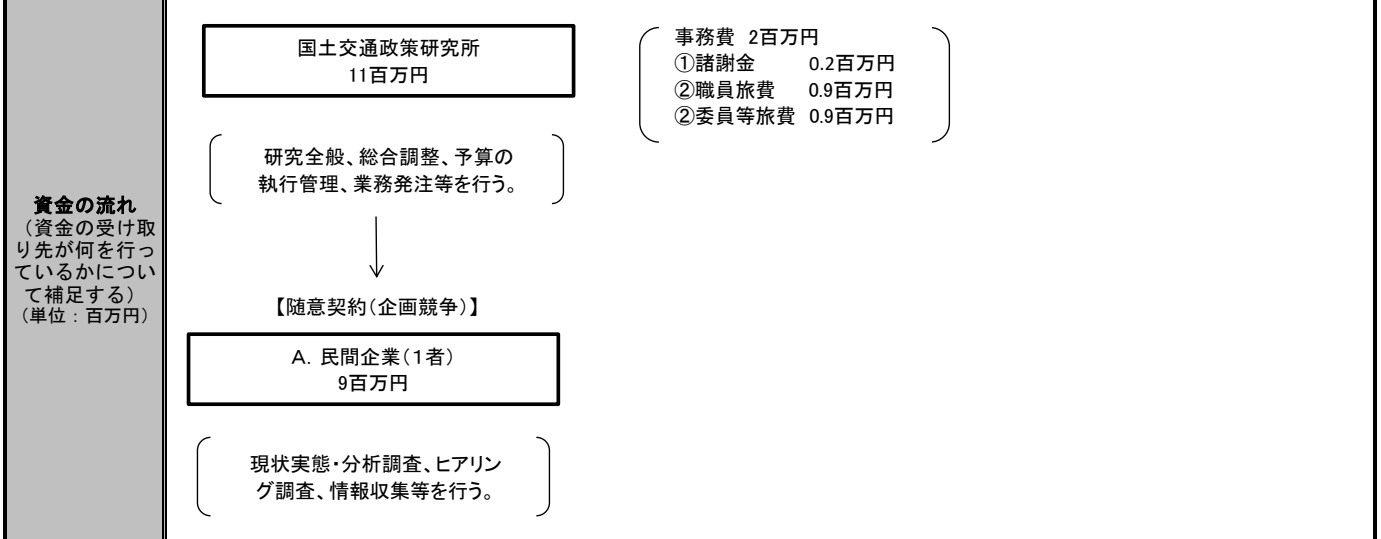 資金の流れ
（資金の受け取
り先が何を行っ
ているかについ
て補足する）
（単位：百万円）
国土交通政策研究所
11百万円
事務費 2百万円
①諸謝金 0.2百万円
②職員旅費 0.9百万円
②委員等旅費 0.9百万円
研究全般、総合調整、予算の
執行管理、業務発注等を行う。
【随意契約（企画競争）】
A．民間企業（１者）
9百万円
現状実態・分析調査、ヒアリン
グ調査、情報収集等を行う。